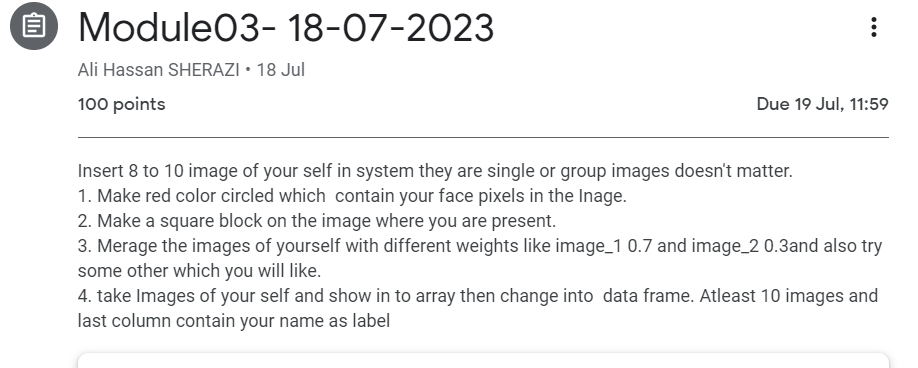 Module03- 18-07-2023
Ali Hassan SHERAZI • 18 Jul
100 points
Due 19 Jul, 11:59
Insert 8 to 10 image of your self in system they are single or group images doesn't matter.
1. Make red color circled which  contain your face pixels in the Inage.
2. Make a square block on the image where you are present.
3. Merage the images of yourself with different weights like image_1 0.7 and image_2 0.3and also try
some other which you will like.
4. take Images of your self and show in to array then change into  data frame. Atleast 10 images and
last column contain your name as label